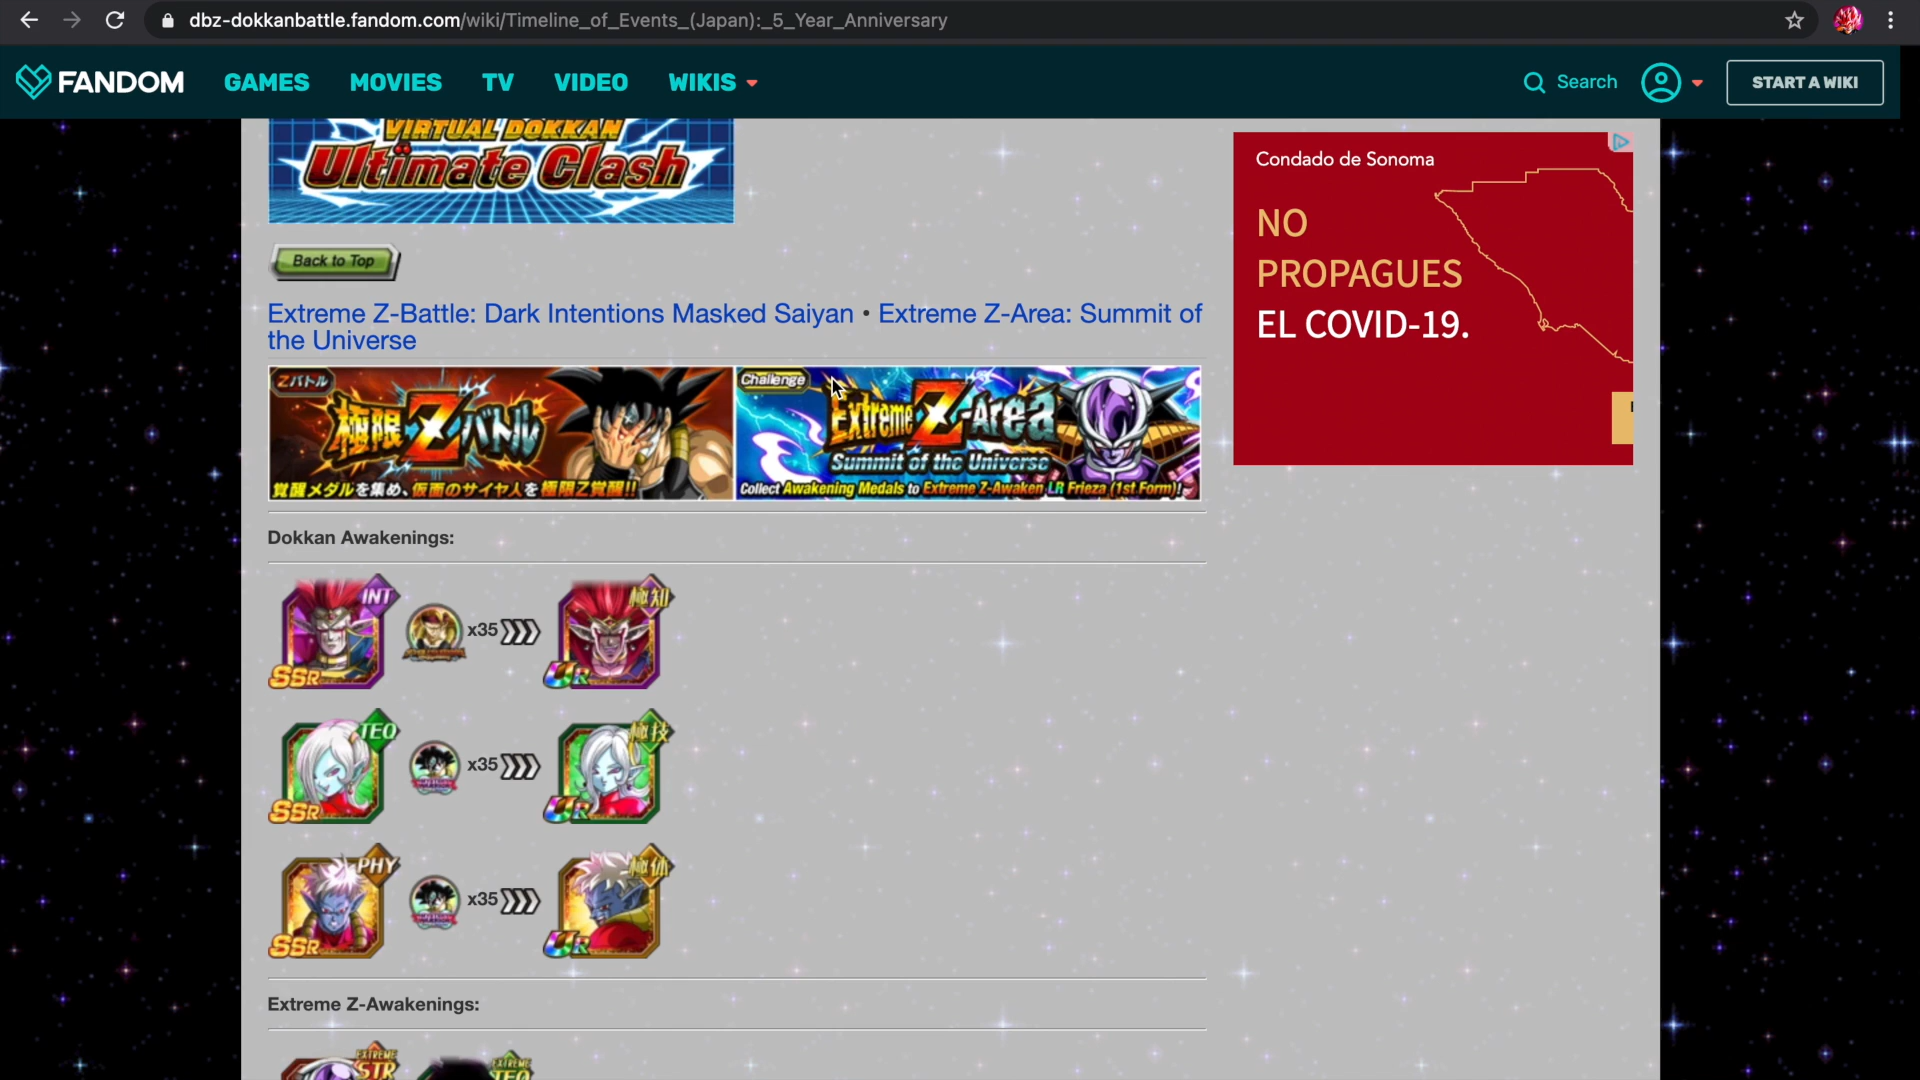 dbz-dokkanbattle.fandom.com/wiki/Timeline_of_Events_(Japan):_5_Year_Anniversary
FANDOM GAMES MOVIES TV VIDEO WIKIS Search START A WIKI
VIRTUAL DOKKAN
Ultimate Clash
Back to Top
Condado de Sonoma
NO
PROPAGUES
EL COVID-19.
Extreme Z-Battle: Dark Intentions Masked Saiyan • Extreme Z-Area: Summit of
the Universe
Zバトル
極限Zバトル
覚醒メダルを集め、仮面のサイヤ人を極限Z覚醒!!
Challenge
Extreme Z-Area
Summit of the Universe
Collect Awakening Medals to Extreme Z-Awaken LR Frieza (1st Form)!
Dokkan Awakenings:
INT
SSR
x35
極知
UR
TEQ
SSR
x35
極技
UR
PHY
SSR
x35
極体
UR
Extreme Z-Awakenings:
EXTREME
STR
EXTREME
TEQ